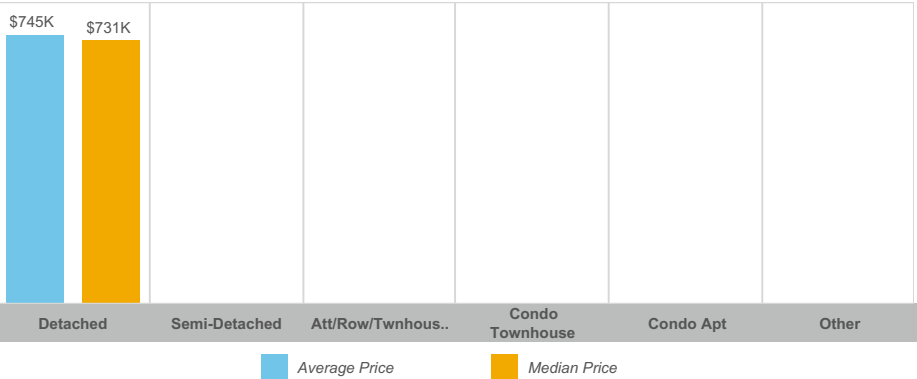 $745K
$731K
Detached
Semi-Detached
Att/Row/Twnhous..
Condo
Townhouse
Condo Apt
Other
Average Price
Median Price